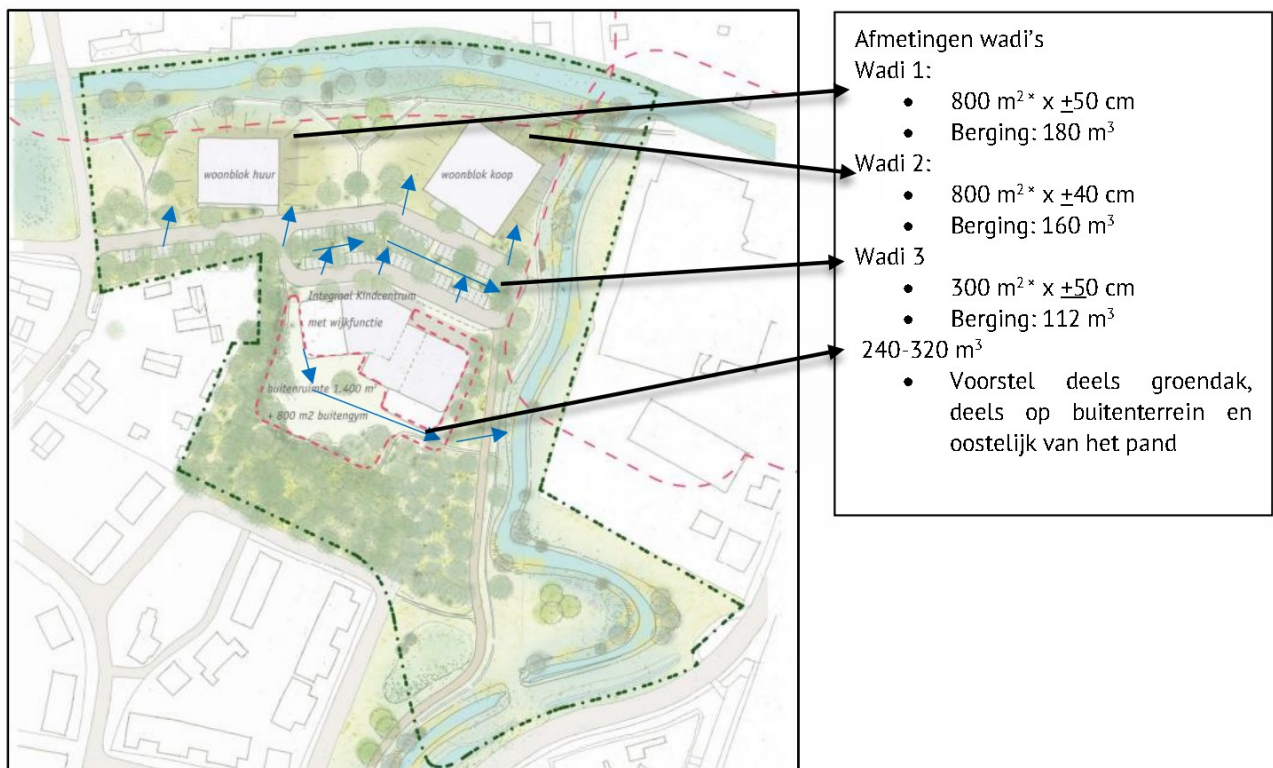 woonblok huur
woonblok koop
Integraal Kindcentrum
met wijkfunctie
buitenruimte 1.400 m²
+ 800 m2 buitengym
Afmetingen wadi's
Wadi 1:
• 800 m² * x ±50 cm
• Berging: 180 m³
Wadi 2:
• 800 m² * x ±40 cm
• Berging: 160 m³
Wadi 3
• 300 m² * x ±50 cm
• Berging: 112 m³
240-320 m³
• Voorstel deels groendak,
deels op buitenterrein en
oostelijk van het pand